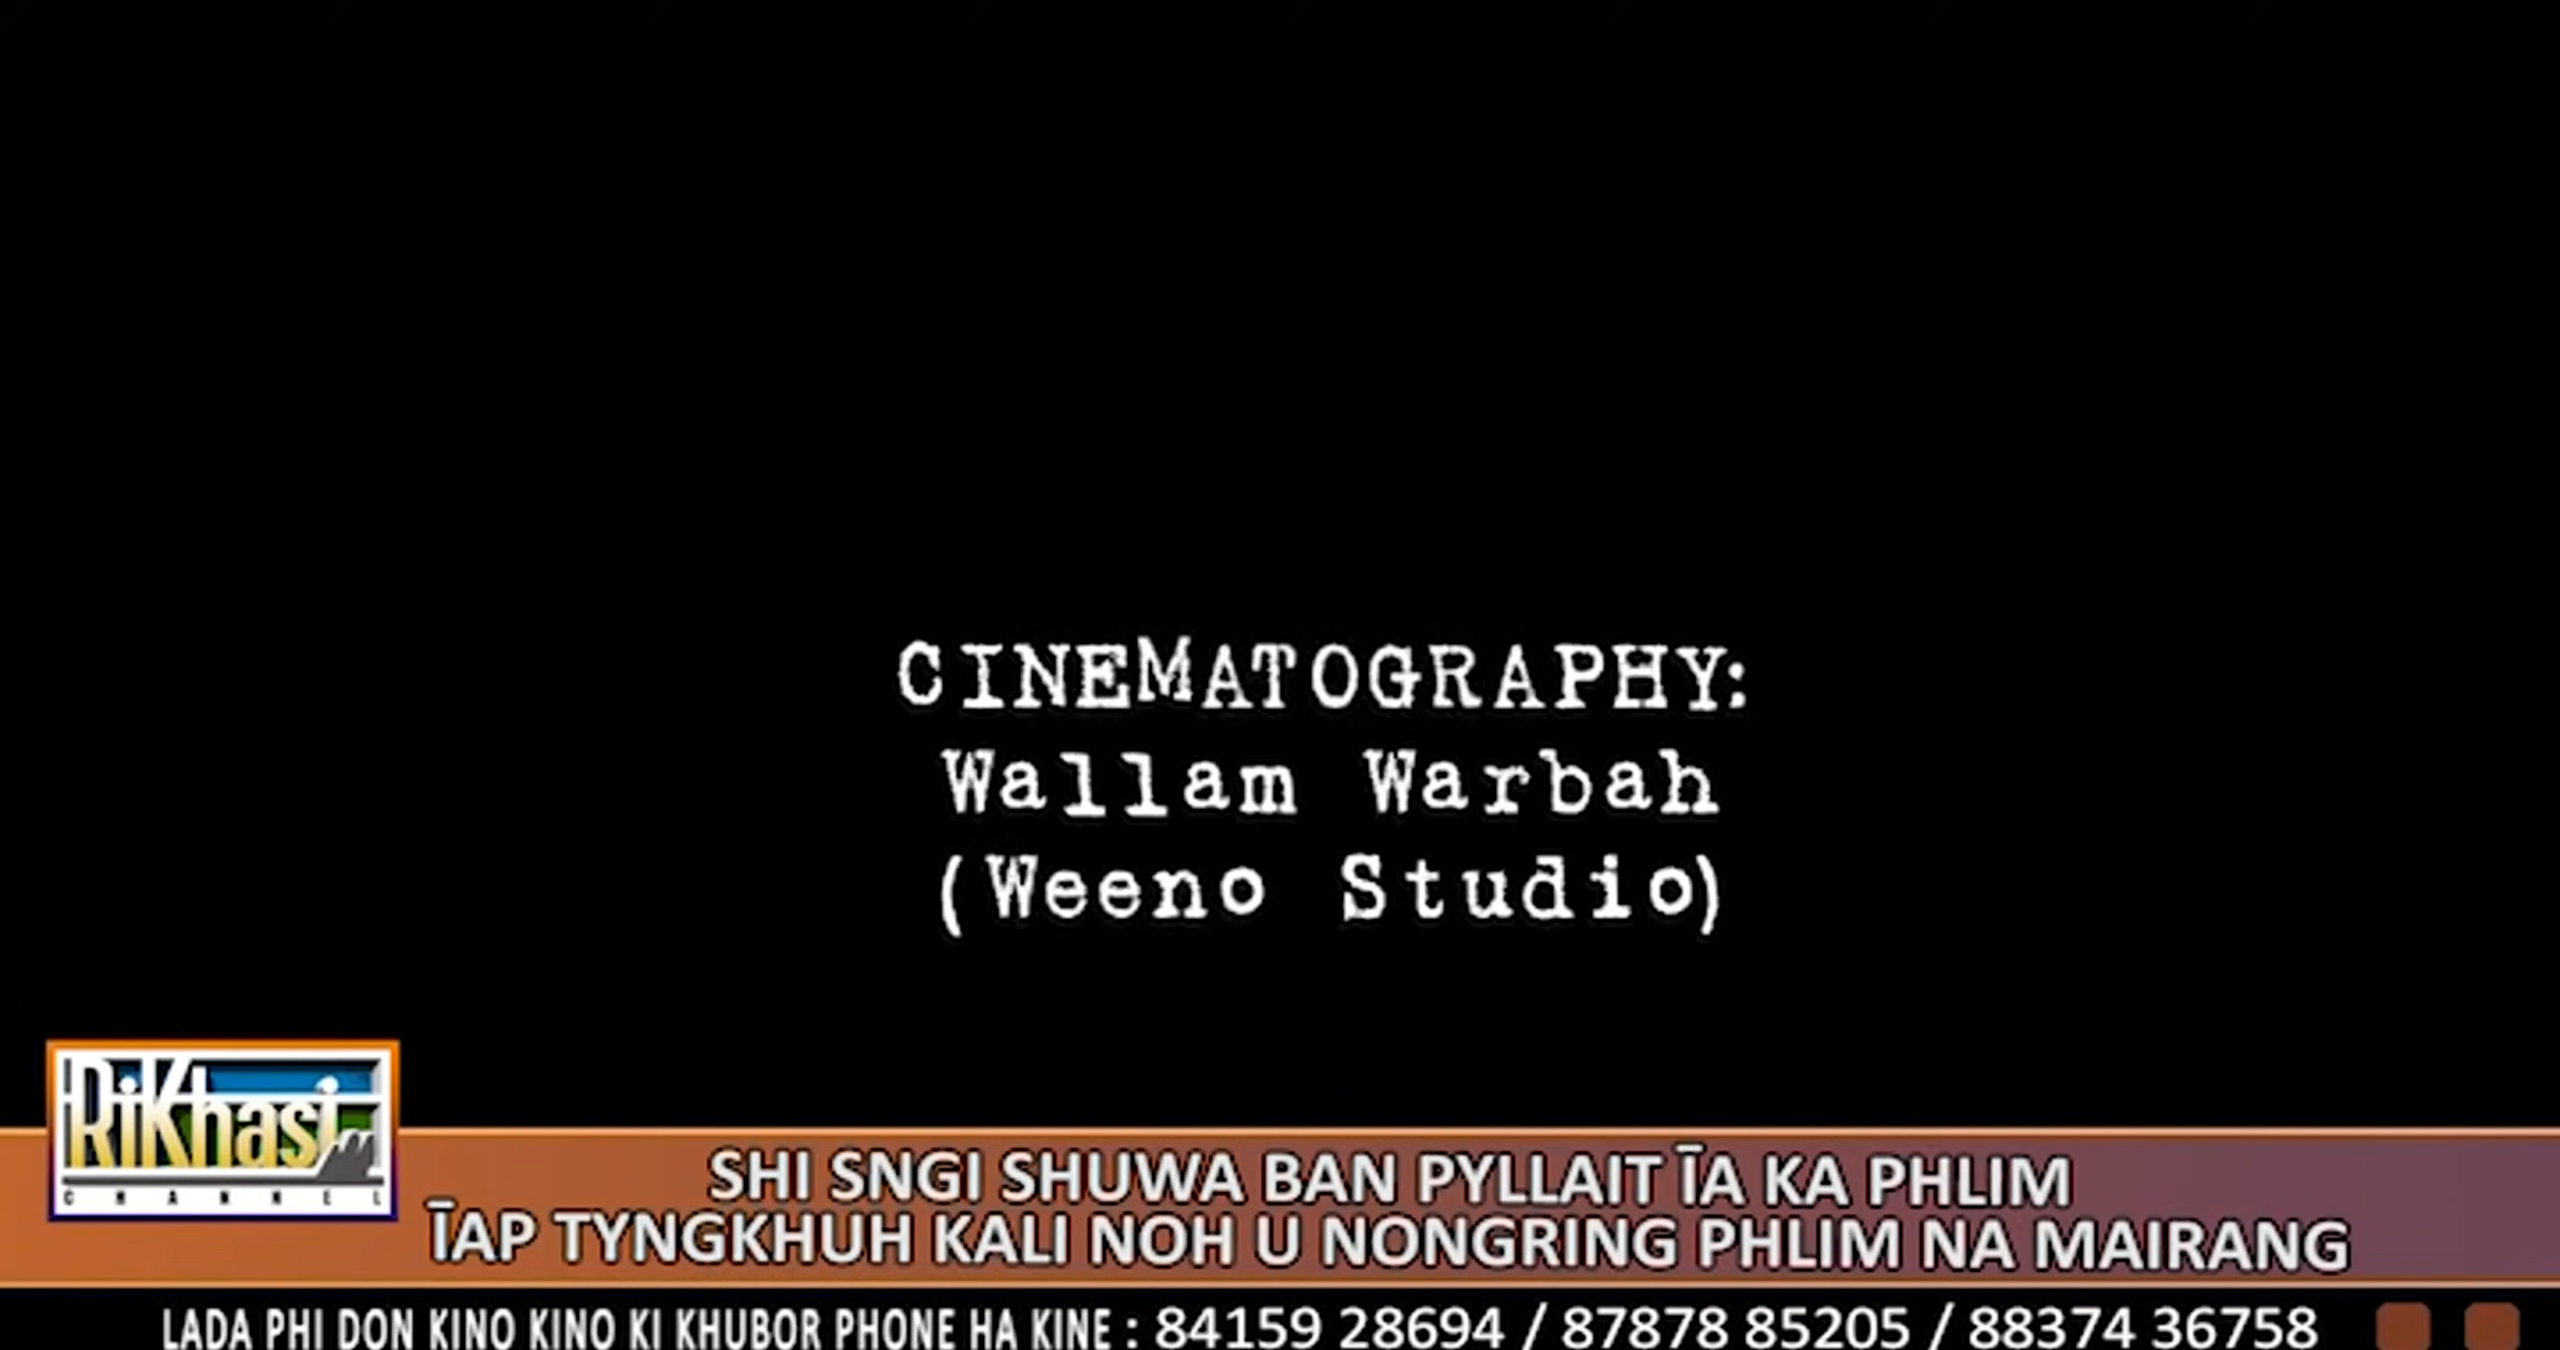 CINEMATOGRAPHY:
Wallam Warbah
(Weeno Studio)
RiKhasi
CHANNEL
SHI SNGI SHUWA BAN PYLLAIT ĪA KA PHLIM
ĪAP TYNGKHUH KALI NOH U NONGRING PHLIM NA MAIRANG
LADA PHI DON KINO KINO KI KHUBOR PHONE HA KINE : 84159 28694 / 87878 85205 / 88374 36758